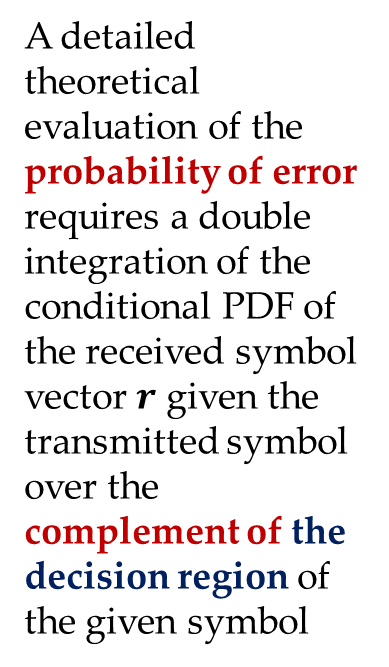 A detailed
theoretical
evaluation of the
probability of error
requires a double
integration of the
conditional PDF of
the received symbol
vector r given the
transmitted symbol
over the
complement of the
decision region of
the given symbol